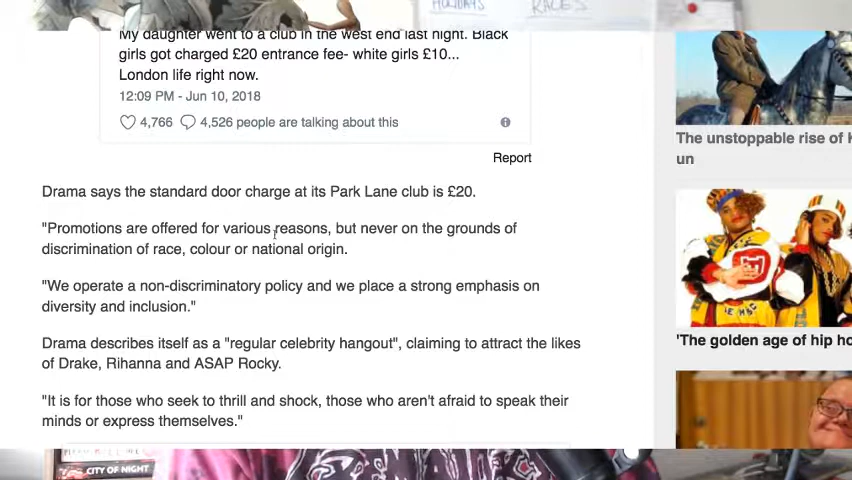 HOLIDAYS
RACES
My daughter went to a club in the west end last night. Black
girls got charged £20 entrance fee- white girls £10...
London life right now.
12:09 PM - Jun 10, 2018
4,766 4,526 people are talking about this
Report
Drama says the standard door charge at its Park Lane club is £20.
"Promotions are offered for various reasons, but never on the grounds of
discrimination of race, colour or national origin.
"We operate a non-discriminatory policy and we place a strong emphasis on
diversity and inclusion."
Drama describes itself as a "regular celebrity hangout", claiming to attract the likes
of Drake, Rihanna and ASAP Rocky.
"It is for those who seek to thrill and shock, those who aren't afraid to speak their
minds or express themselves."
The unstoppable rise of K
un
'The golden age of hip ho
CITY OF NIGHT